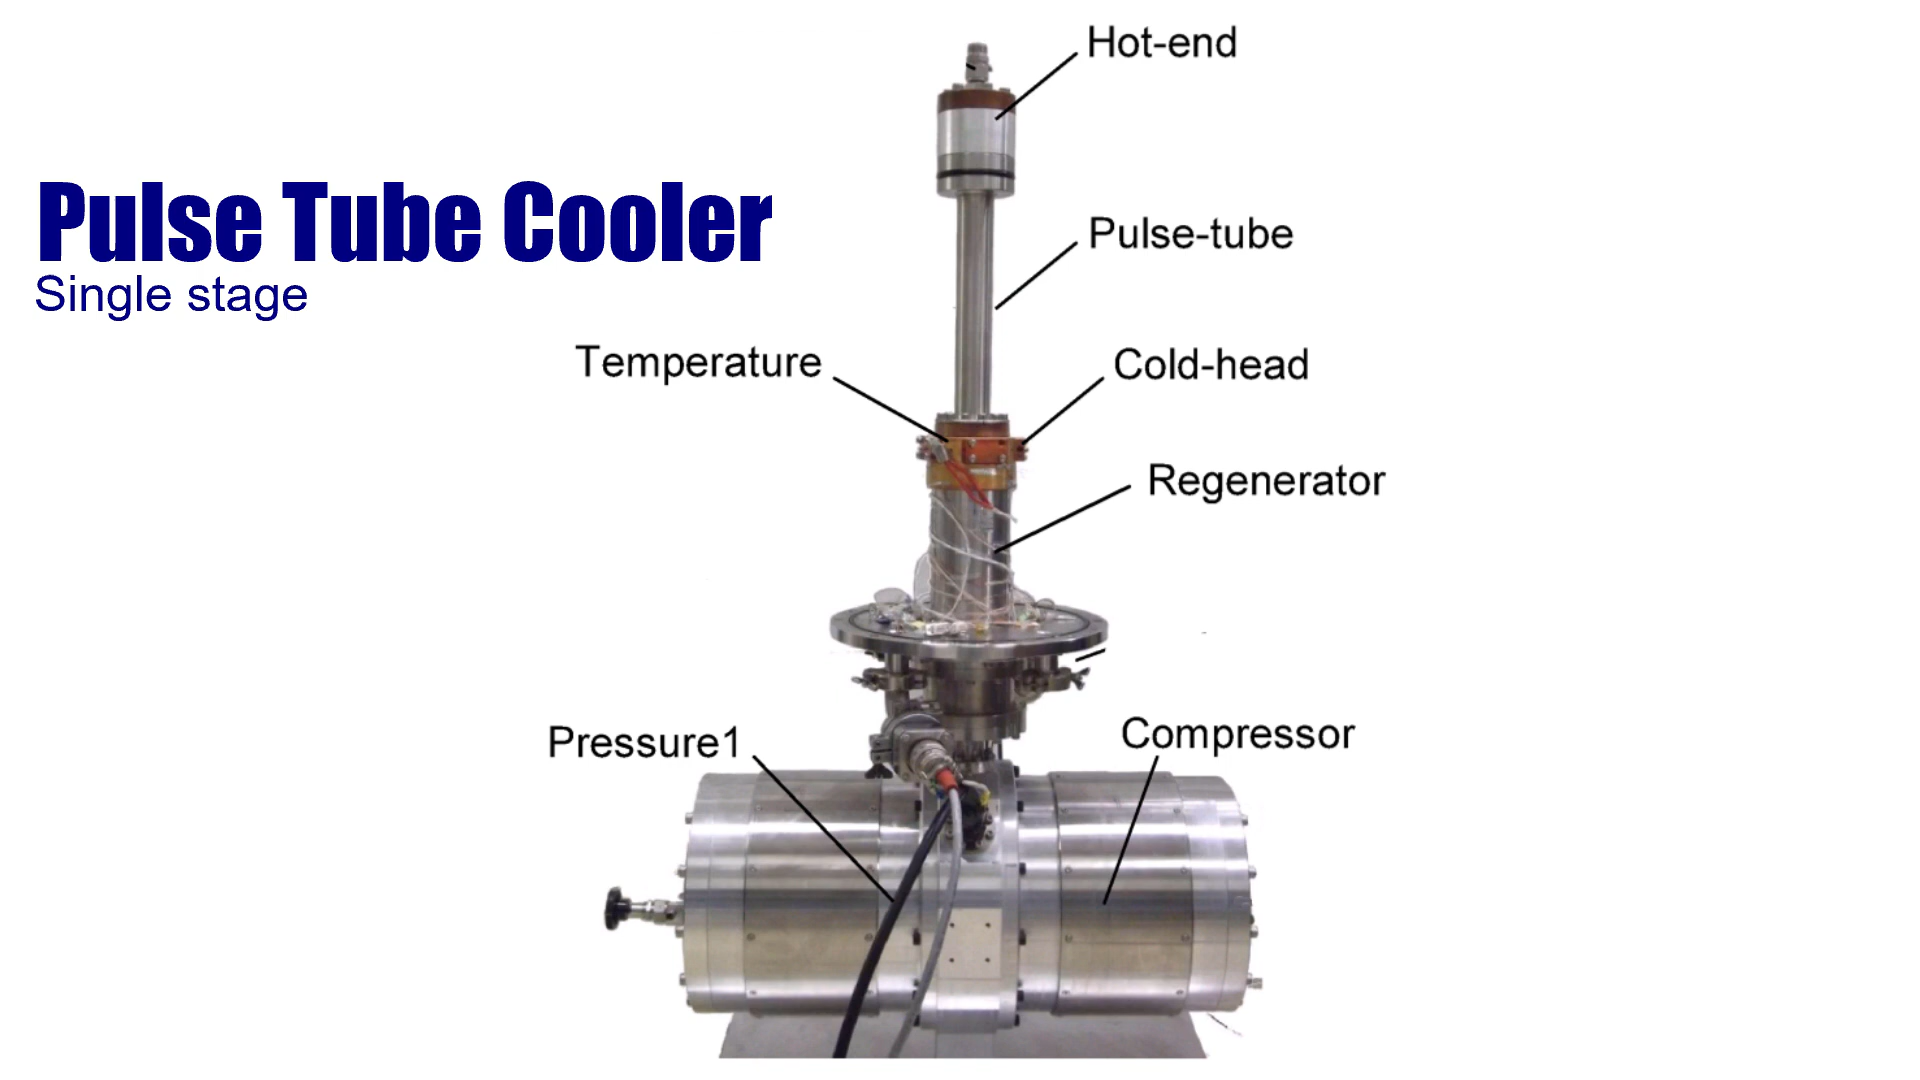 Pulse Tube Cooler
Single stage
Hot-end
Pulse-tube
Temperature
Cold-head
Regenerator
Pressure1
Compressor